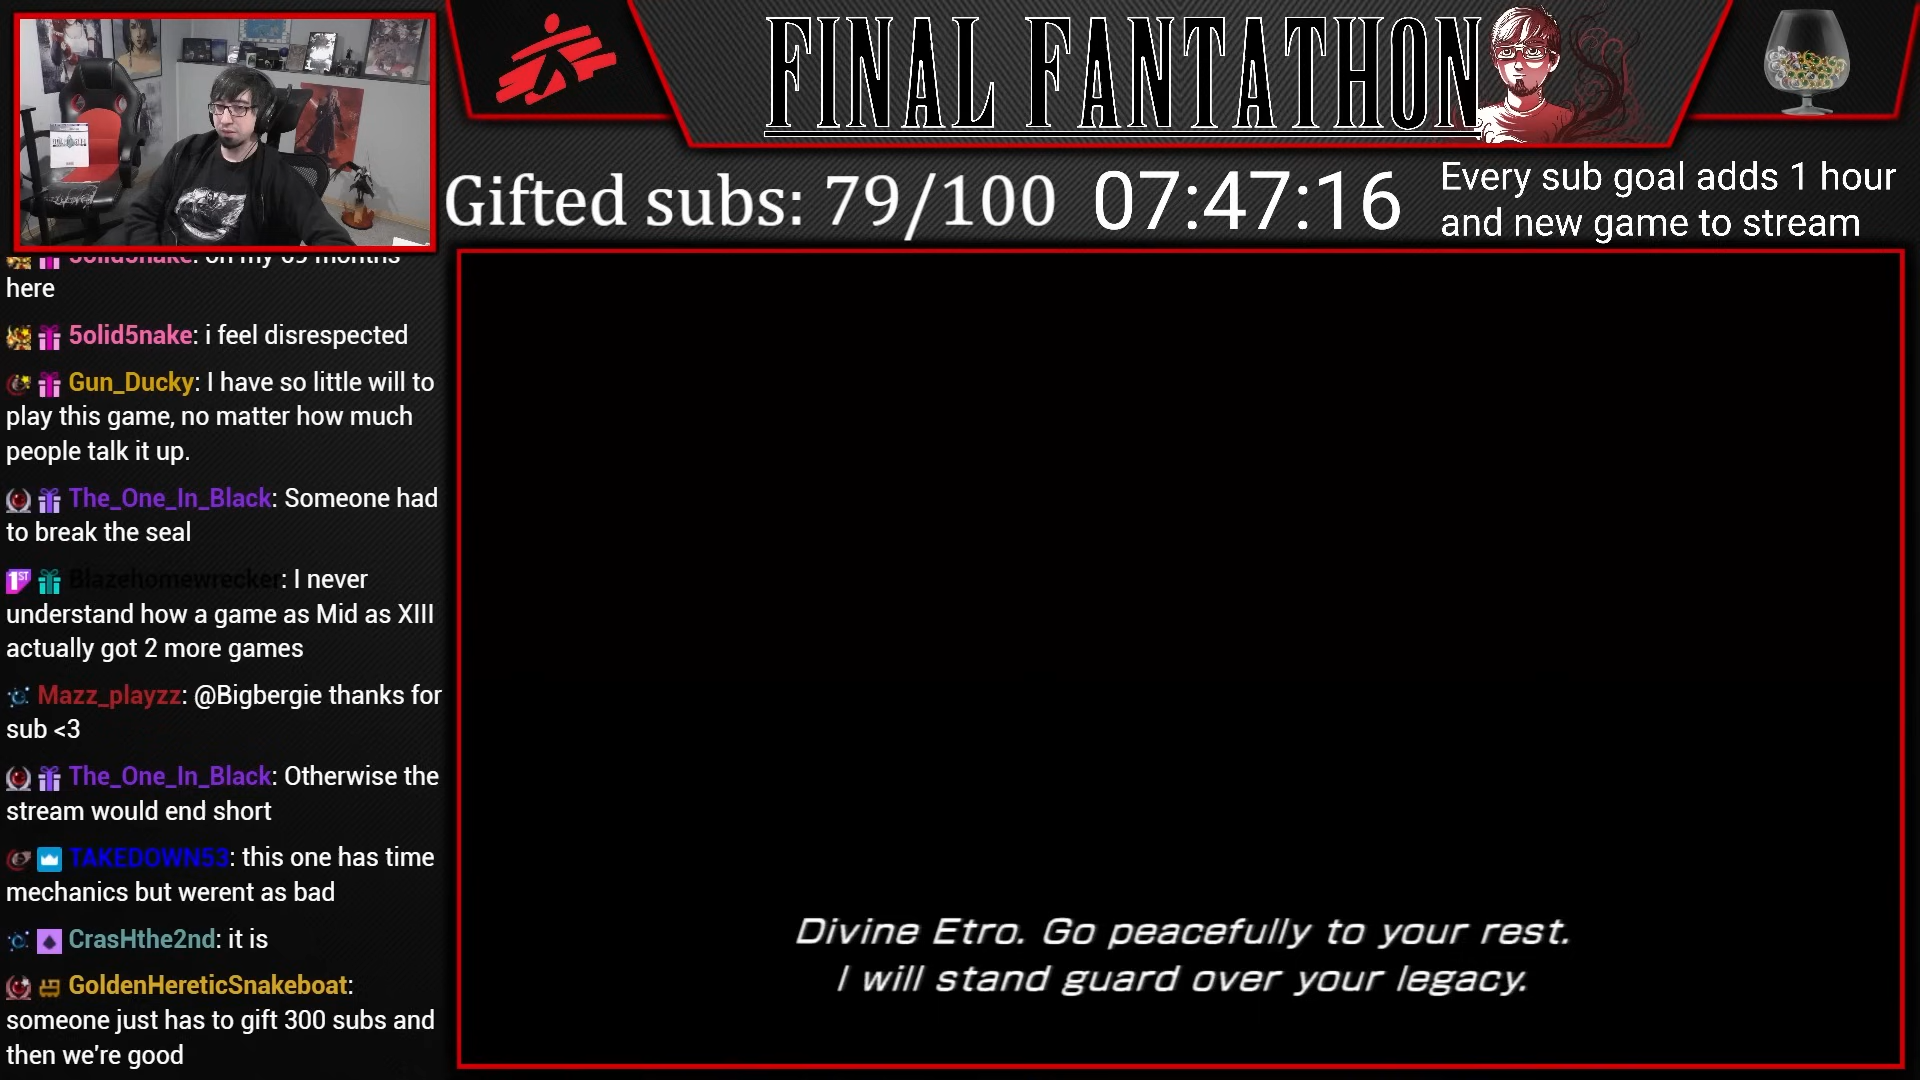 FINAL FANTATHON
Gifted subs: 79/100
07:47:16
Every sub goal adds 1 hour
and new game to stream
5olid5nake: on my 69 months
here
5olid5nake: i feel disrespected
Gun_Ducky: I have so little will to
play this game, no matter how much
people talk it up.
The_One_In_Black: Someone had
to break the seal
1ST Blazehomewrecker: I never
understand how a game as Mid as XIII
actually got 2 more games
Mazz_playzz: @Bigbergie thanks for
sub <3
The_One_In_Black: Otherwise the
stream would end short
TAKEDOWN53: this one has time
mechanics but werent as bad
CrasHthe2nd: it is
GoldenHereticSnakeboat:
someone just has to gift 300 subs and
then we're good
Divine Etro. Go peacefully to your rest.
I will stand guard over your legacy.